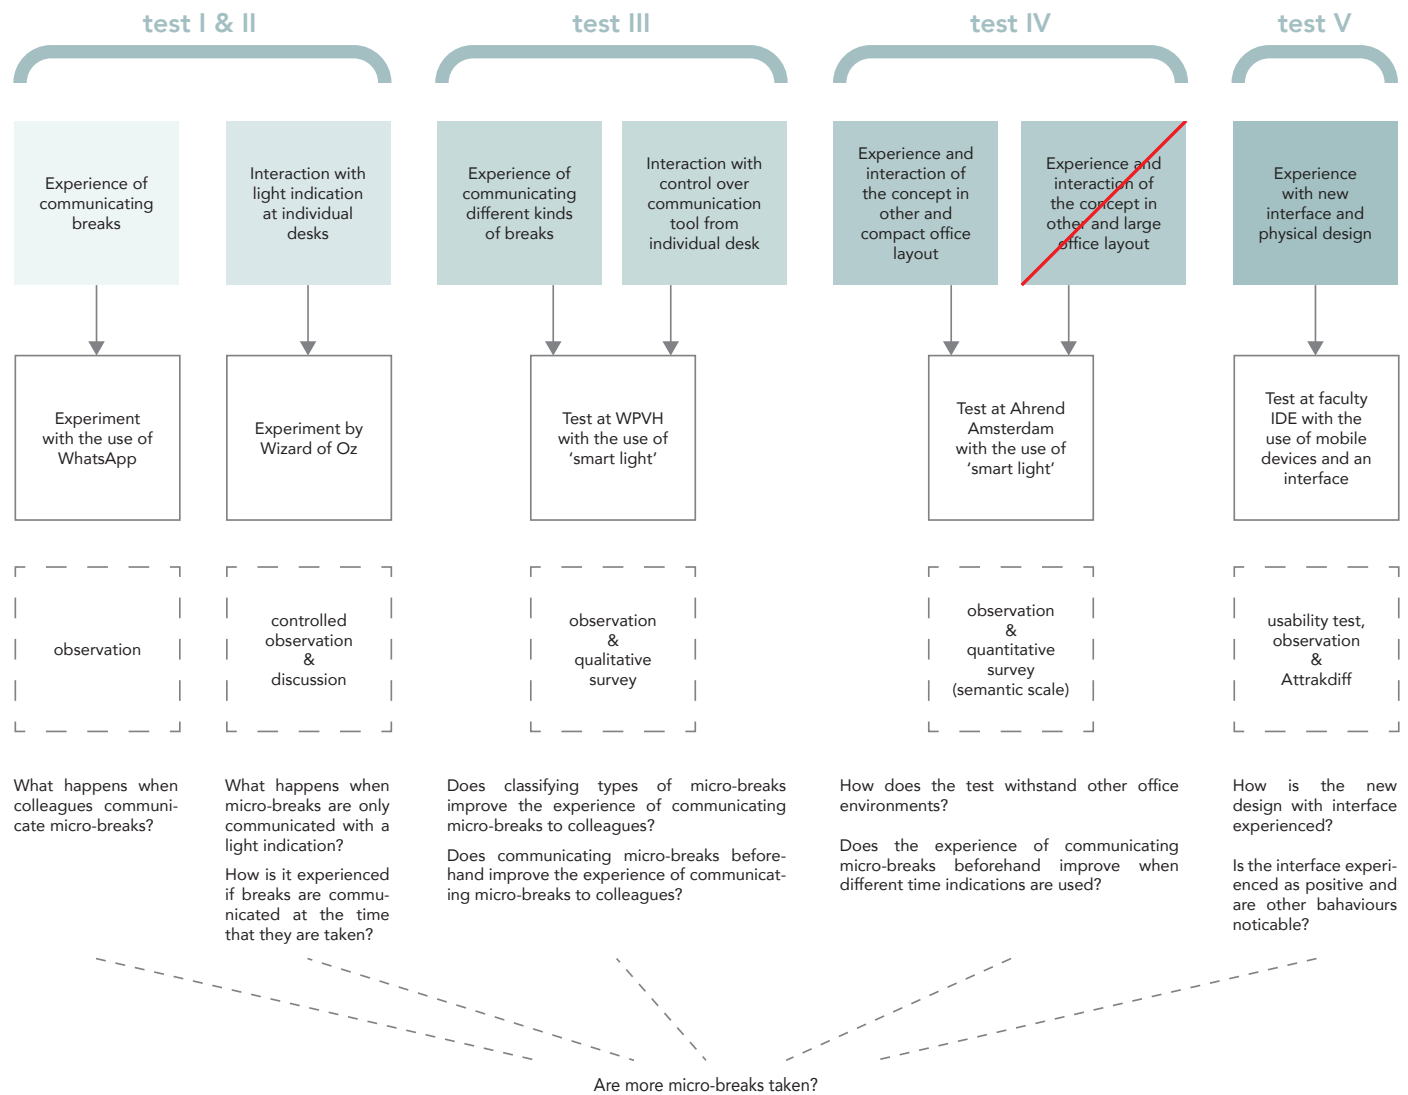 test I & II
test III
test IV
test V
Experience of
communicating
breaks
Interaction with
light indication
at individual
desks
Experience of
communicating
different kinds
of breaks
Interaction with
control over
communication
tool from
individual desk
Experience and
interaction of
the concept in
other and
compact office
layout
Experience and
interaction of
the concept in
other and large
office layout
Experience
with new
interface and
physical design
Experiment
with the use of
WhatsApp
Experiment by
Wizard of Oz
Test at WPVH
with the use of
‘smart light’
Test at Ahrend
Amsterdam
with the use of
‘smart light’
Test at faculty
IDE with the
use of mobile
devices and an
interface
observation
controlled
observation
&
discussion
observation
&
qualitative
survey
observation
&
quantitative
survey
(semantic scale)
usability test,
observation
&
Attrakdiff
What happens when
colleagues communi-
cate micro-breaks?
What happens when
micro-breaks are only
communicated with a
light indication?
How is it experienced
if breaks are commu-
nicated at the time
that they are taken?
Does classifying types of micro-breaks
improve the experience of communicating
micro-breaks to colleagues?
Does communicating micro-breaks before-
hand improve the experience of communicat-
ing micro-breaks to colleagues?
How does the test withstand other office
environments?
Does the experience of communicating
micro-breaks beforehand improve when
different time indications are used?
How is the new
design with interface
experienced?
Is the interface experi-
enced as positive and
are other bahaviours
noticable?
Are more micro-breaks taken?